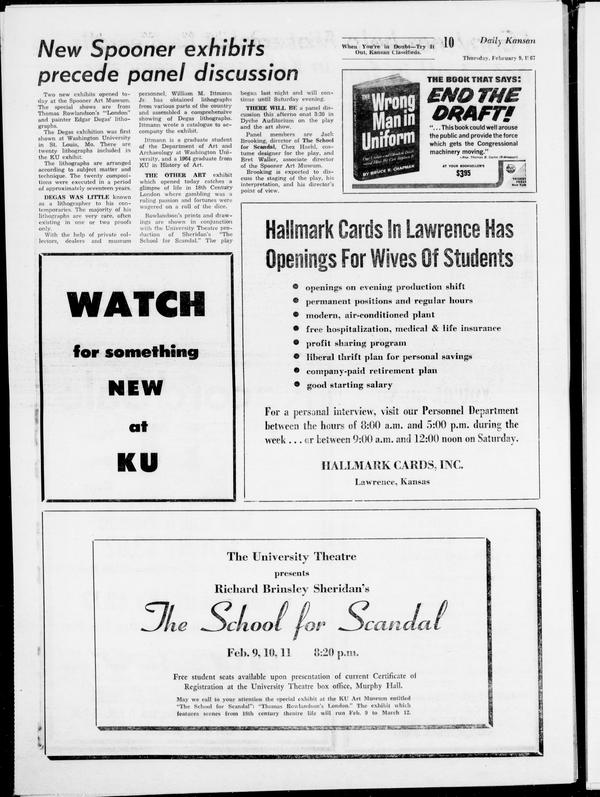 When You're in Doubt—Try It
Out, Kansan Classifieds.
10
Daily Kansan
Thursday, February 9, 1967
New Spooner exhibits
precede panel discussion
Two new exhibits opened to-
day at the Spooner Art Museum.
The special shows are from
Thomas Rowlandson's "London"
and painter Edgar Degas' litho-
graphs.
The Degas exhibition was first
shown at Washington University
in St. Louis, Mo. There are
twenty lithographs included in
the KU exhibit.
The lithographs are arranged
according to subject matter and
technique. The twenty composi-
tions were executed in a period
of approximately seventeen years.
DEGAS WAS LITTLE known
as a lithographer to his con-
temporaries. The majority of his
lithographs are very rare, often
existing in one or two proofs
only.
With the help of private col-
lectors, dealers and museum
personnel, William M. Ittmann
Jr. has obtained lithographs
from various parts of the country
and assembled a comprehensive
showing of Degas lithographs.
Ittmann wrote a catalogue to ac-
company the exhibit.
Ittmann is a graduate student
of the Department of Art and
Archaeology at Washington Uni-
versity, and a 1964 graduate from
KU in History of Art.
THE OTHER ART exhibit
which opened today ratches a
glimpse of life in 18th Century
London where gambling was a
ruling passion and fortunes were
wagered on a roll of the dice.
Rowlandson's prints and draw-
ings are shown in conjunction
with the University Theatre pro-
duction of Sheridan's "The
School for Scandal." The play
began last night and will con-
tinue until Saturday evening.
THERE WILL BE a panel dis-
cussion this afterno onat 3:30 in
Dyche Auditorium on the play
and the art show.
Panel members are Jack
Brooking, director of The School
for Scandal, Chez Haehl, cos-
tume designer for the play, and
Bret Waller, associate director
of the Spooner Art Museum.
Brooking is expected to dis-
cuss the staging of the play, his
interpretation, and his director's
point of view.
The
Wrong
Man in
Uniform
BY BRUCE K. CHAPMAN
THE BOOK THAT SAYS:
END THE
DRAFT!
"... This book could well arouse
the public and provide the force
which gets the Congressional
machinery moving."
AT YOUR BOOKSELLER'S
$3.95
Hallmark Cards In Lawrence Has
Openings For Wives Of Students
• openings on evening production shift
• permanent positions and regular hours
• modern, air-conditioned plant
• free hospitalization, medical & life insurance
• profit sharing program
• liberal thrift plan for personal savings
• company-paid retirement plan
• good starting salary
For a personal interview, visit our Personnel Department
between the hours of 8:00 a.m. and 5:00 p.m. during the
week . . . or between 9:00 a.m. and 12:00 noon on Saturday.
HALLMARK CARDS, INC.
Lawrence, Kansas
WATCH
for something
NEW
at
KU
The University Theatre
presents
Richard Brinsley Sheridan's
The School for Scandal
Feb. 9, 10, 11 8:20 p.m.
Free student seats available upon presentation of current Certificate of
Registration at the University Theatre box office, Murphy Hall.
May we call to your attention the special exhibit at the KU Art Museum entitled
"The School for Scandal": "Thomas Rowlandson's London." The exhibit which
features scenes from 18th century theatre life will run Feb. 9 to March 12.